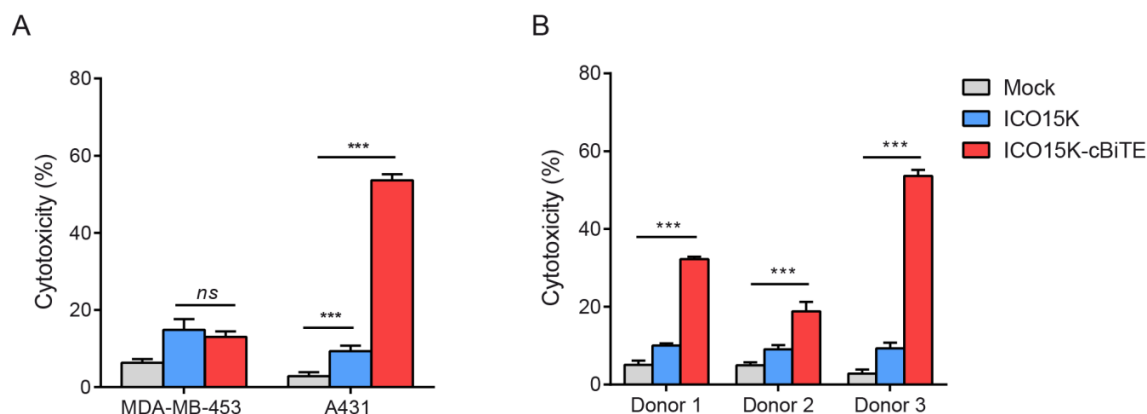 A
B
80
60
40
20
0
Cytotoxicity (%)
ns
***
***
MDA-MB-453
A431
80
60
40
20
0
Cytotoxicity (%)
***
***
***
Donor 1
Donor 2
Donor 3
Mock
ICO15K
ICO15K-cBiTE